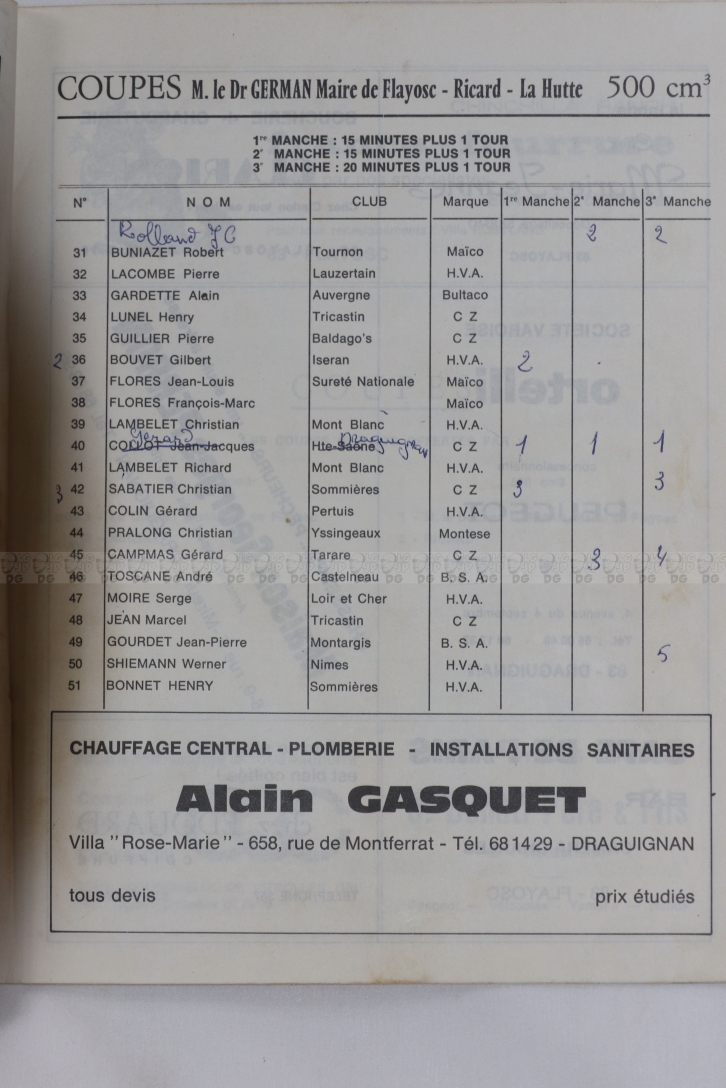 COUPES M. le Dr GERMAN Maire de Flayosc - Ricard - La Hutte 500 cm³
1re MANCHE : 15 MINUTES PLUS 1 TOUR
2e MANCHE : 15 MINUTES PLUS 1 TOUR
3e MANCHE : 20 MINUTES PLUS 1 TOUR
N° NOM CLUB Marque 1re Manche 2e Manche 3e Manche
Rolland JC 2 2
31 BUNIAZET Robert Tournon Maïco
32 LACOMBE Pierre Lauzertain H.V.A.
33 GARDETTE Alain Auvergne Bultaco
34 LUNEL Henry Tricastin C Z
35 GUILLIER Pierre Baldago's C Z
2 36 BOUVET Gilbert Iseran H.V.A. 2
37 FLORES Jean-Louis Sureté Nationale Maïco
38 FLORES François-Marc Maïco
39 LAMBELET Christian Mont Blanc H.V.A.
Gérard Draguignan
40 COLLOT Jean-Jacques Hte-Saône C Z 1 1 1
41 LAMBELET Richard Mont Blanc H.V.A. 3
3 42 SABATIER Christian Sommières C Z 3
43 COLIN Gérard Pertuis H.V.A.
44 PRALONG Christian Yssingeaux Montese
45 CAMPMAS Gérard Tarare C Z 3 4
46 TOSCANE André Castelneau B. S. A.
47 MOIRE Serge Loir et Cher H.V.A.
48 JEAN Marcel Tricastin C Z
49 GOURDET Jean-Pierre Montargis B. S. A.
50 SHIEMANN Werner Nimes H.V.A. 5
51 BONNET HENRY Sommières H.V.A.
CHAUFFAGE CENTRAL - PLOMBERIE - INSTALLATIONS SANITAIRES
Alain GASQUET
Villa "Rose-Marie" - 658, rue de Montferrat - Tél. 68 14 29 - DRAGUIGNAN
tous devis prix étudiés